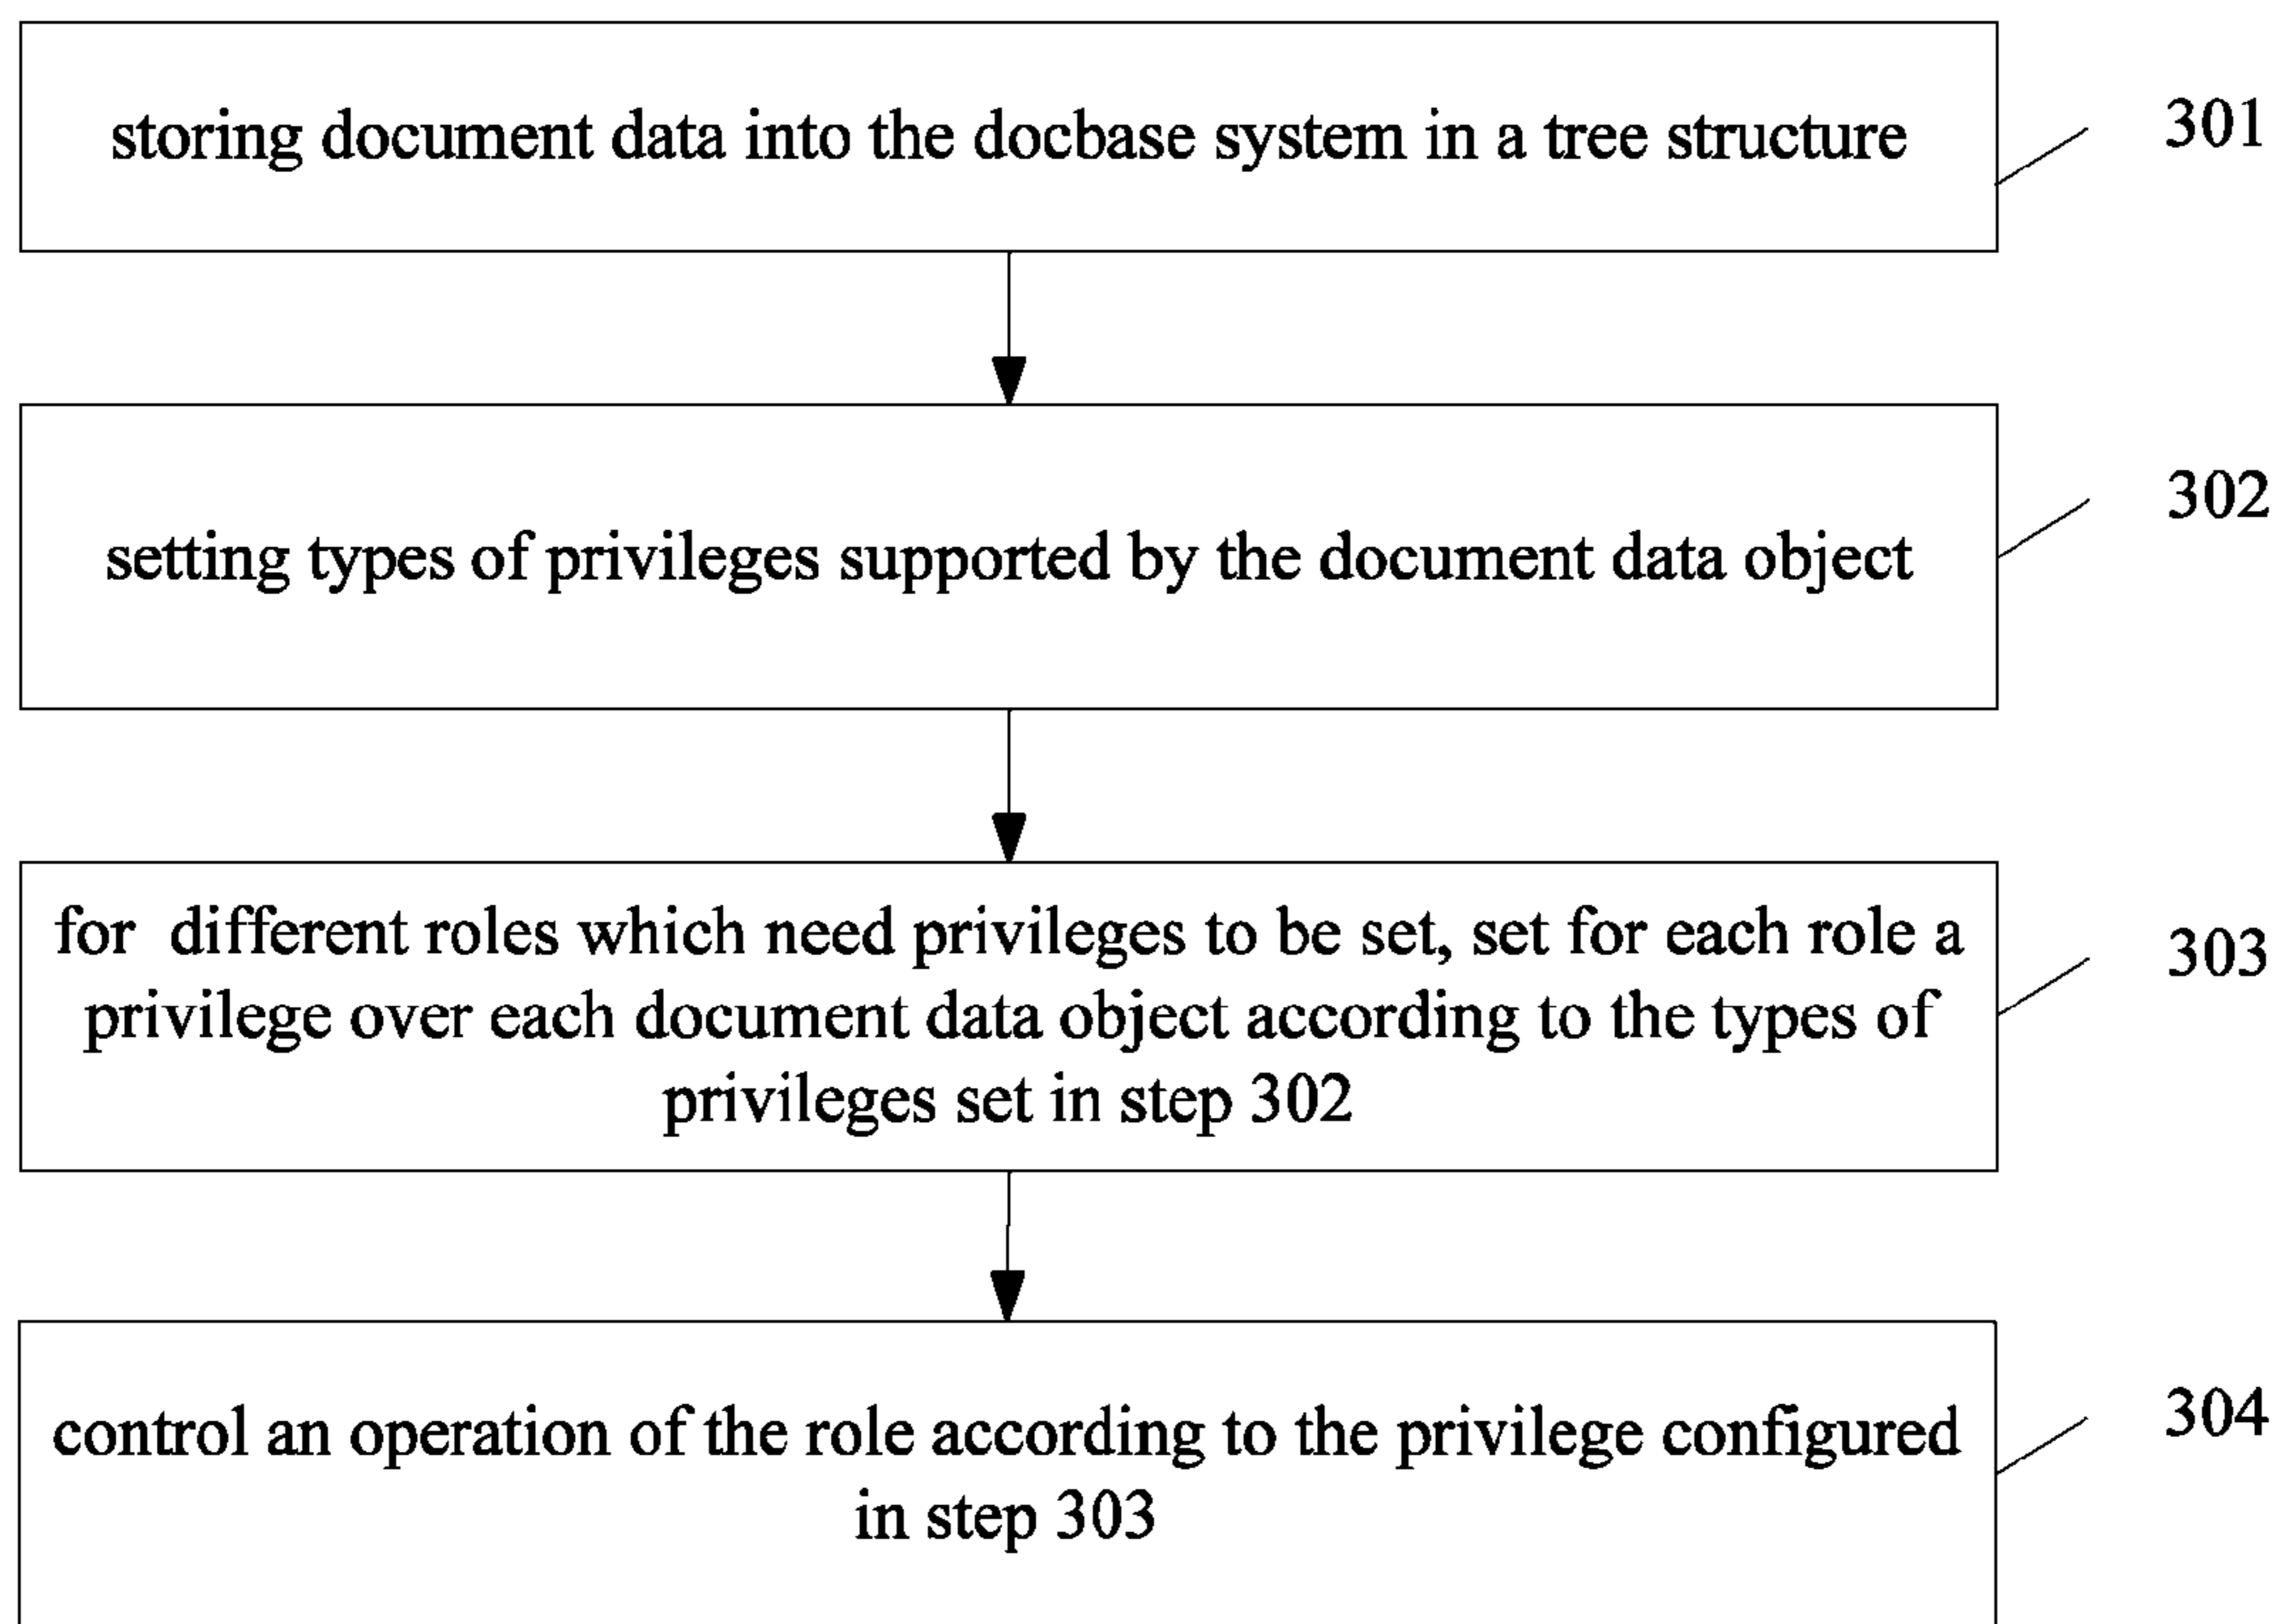 storing document data into the docbase system in a tree structure
301
setting types of privileges supported by the document data object
302
for different roles which need privileges to be set, set for each role a
privilege over each document data object according to the types of
privileges set in step 302
303
control an operation of the role according to the privilege configured
in step 303
304